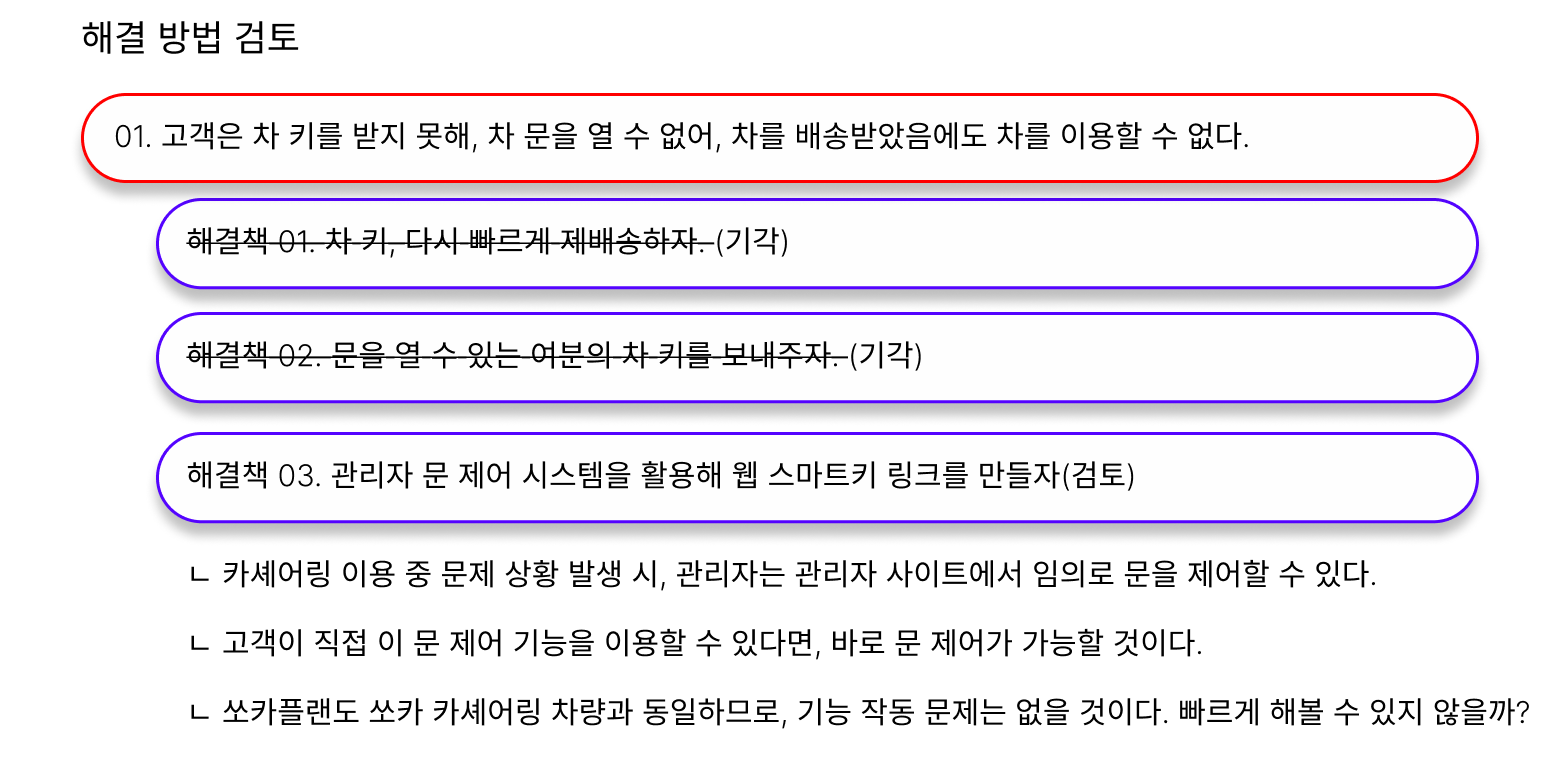 해결 방법 검토
01. 고객은 차 키를 받지 못해, 차 문을 열 수 없어, 차를 배송받았음에도 차를 이용할 수 없다.
해결책 01. 차 키, 다시 빠르게 재배송하자. (기각)
해결책 02. 문을 열 수 있는 여분의 차 키를 보내주자. (기각)
해결책 03. 관리자 문 제어 시스템을 활용해 웹 스마트키 링크를 만들자(검토)
ㄴ 카셰어링 이용 중 문제 상황 발생 시, 관리자는 관리자 사이트에서 임의로 문을 제어할 수 있다.
ㄴ 고객이 직접 이 문 제어 기능을 이용할 수 있다면, 바로 문 제어가 가능할 것이다.
ㄴ 쏘카플랜도 쏘카 카셰어링 차량과 동일하므로, 기능 작동 문제는 없을 것이다. 빠르게 해볼 수 있지 않을까?